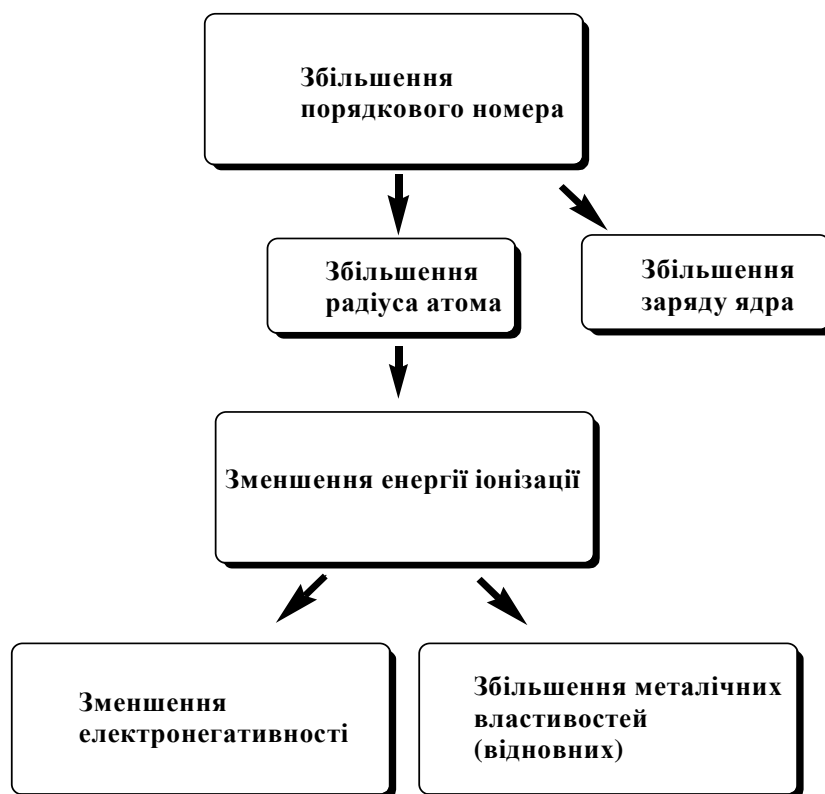 Збільшення
порядкового номера
Збільшення
радіуса атома
Збільшення
заряду ядра
Зменшення енергії іонізації
Зменшення
електронегативності
Збільшення металічних
властивостей
(відновних)